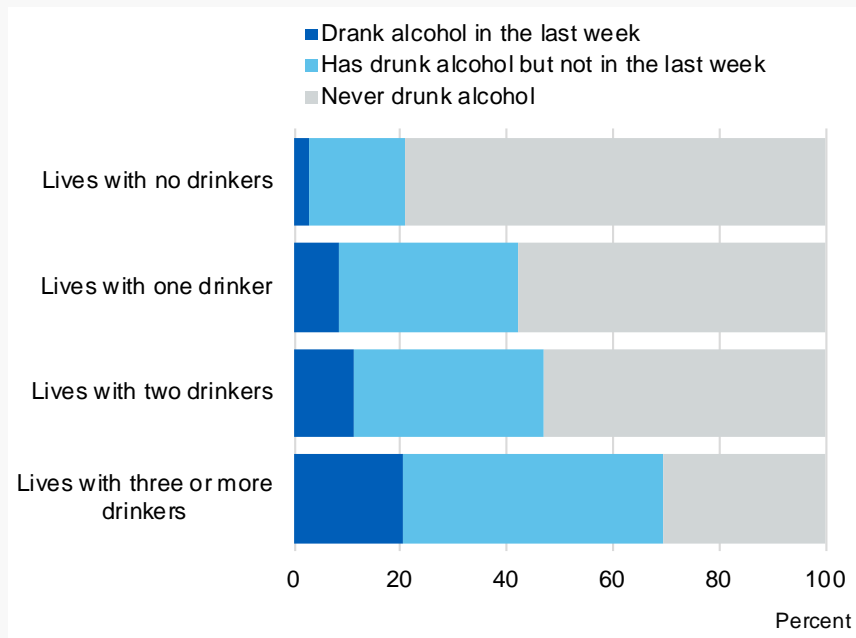 Drank alcohol in the last week
Has drunk alcohol but not in the last week
Never drunk alcohol
Lives with no drinkers
Lives with one drinker
Lives with two drinkers
Lives with three or more
drinkers
0 20 40 60 80 100
Percent